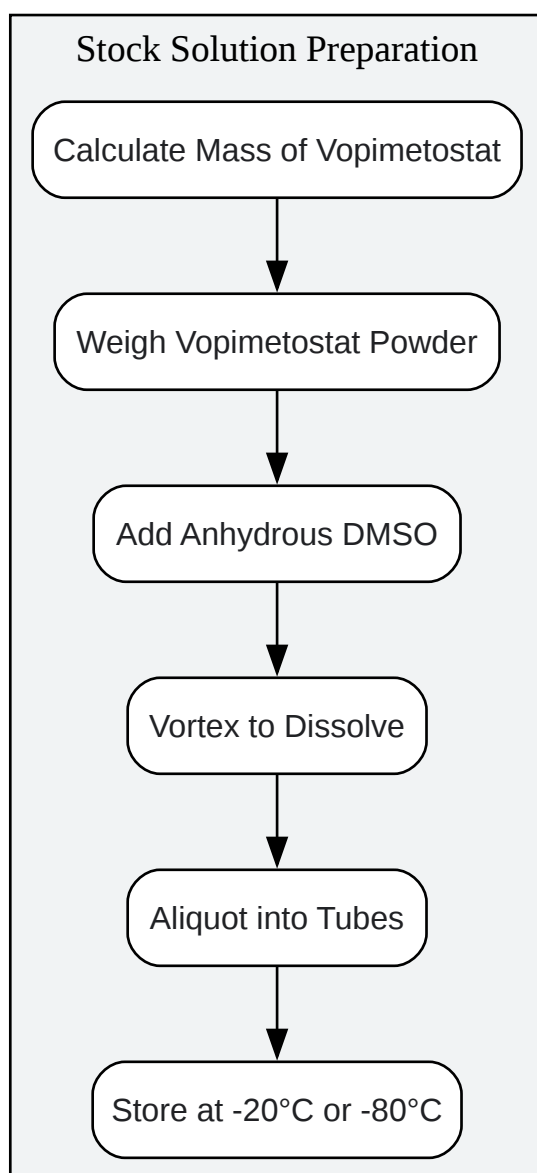 Stock Solution Preparation
Calculate Mass of Vopimetostat
Weigh Vopimetostat Powder
Add Anhydrous DMSO
Vortex to Dissolve
Aliquot into Tubes
Store at -20°C or -80°C